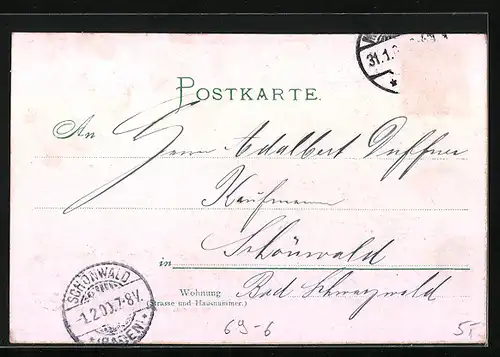 31.1.
POSTKARTE.
An Herrn Adalbert Duffner
Kaufmann
in Schönwald
Wohnung Bad Schwarzwald
(Strasse und Hausnummer.)
SCHÖNWALD
1.2.00.7-8V.
(BADEN)
69-6